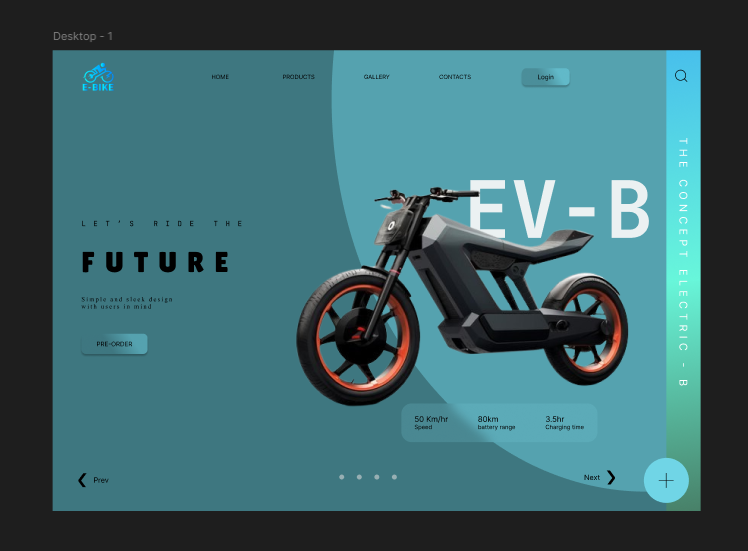 Desktop - 1
E-BIKE
HOME
PRODUCTS
GALLERY
CONTACTS
Login
EV-B
THE CONCEPT ELECTRIC - B
LET'S RIDE THE
FUTURE
Simple and sleek design
with users in mind
PRE-ORDER
50 Km/hr
Speed
80km
battery range
3.5hr
Charging time
Prev
Next